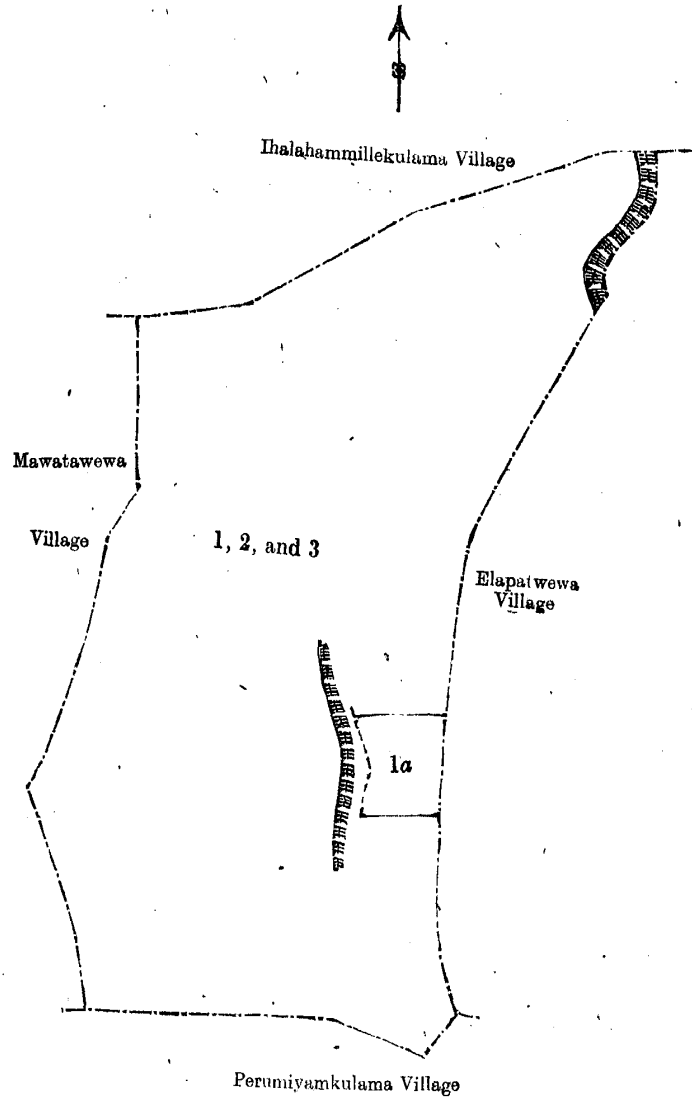 Ihalahammillekulama Village
Mawatawewa
Village
1, 2, and 3
Elapatwewa
Village
1a
Perumiyamkulama Village